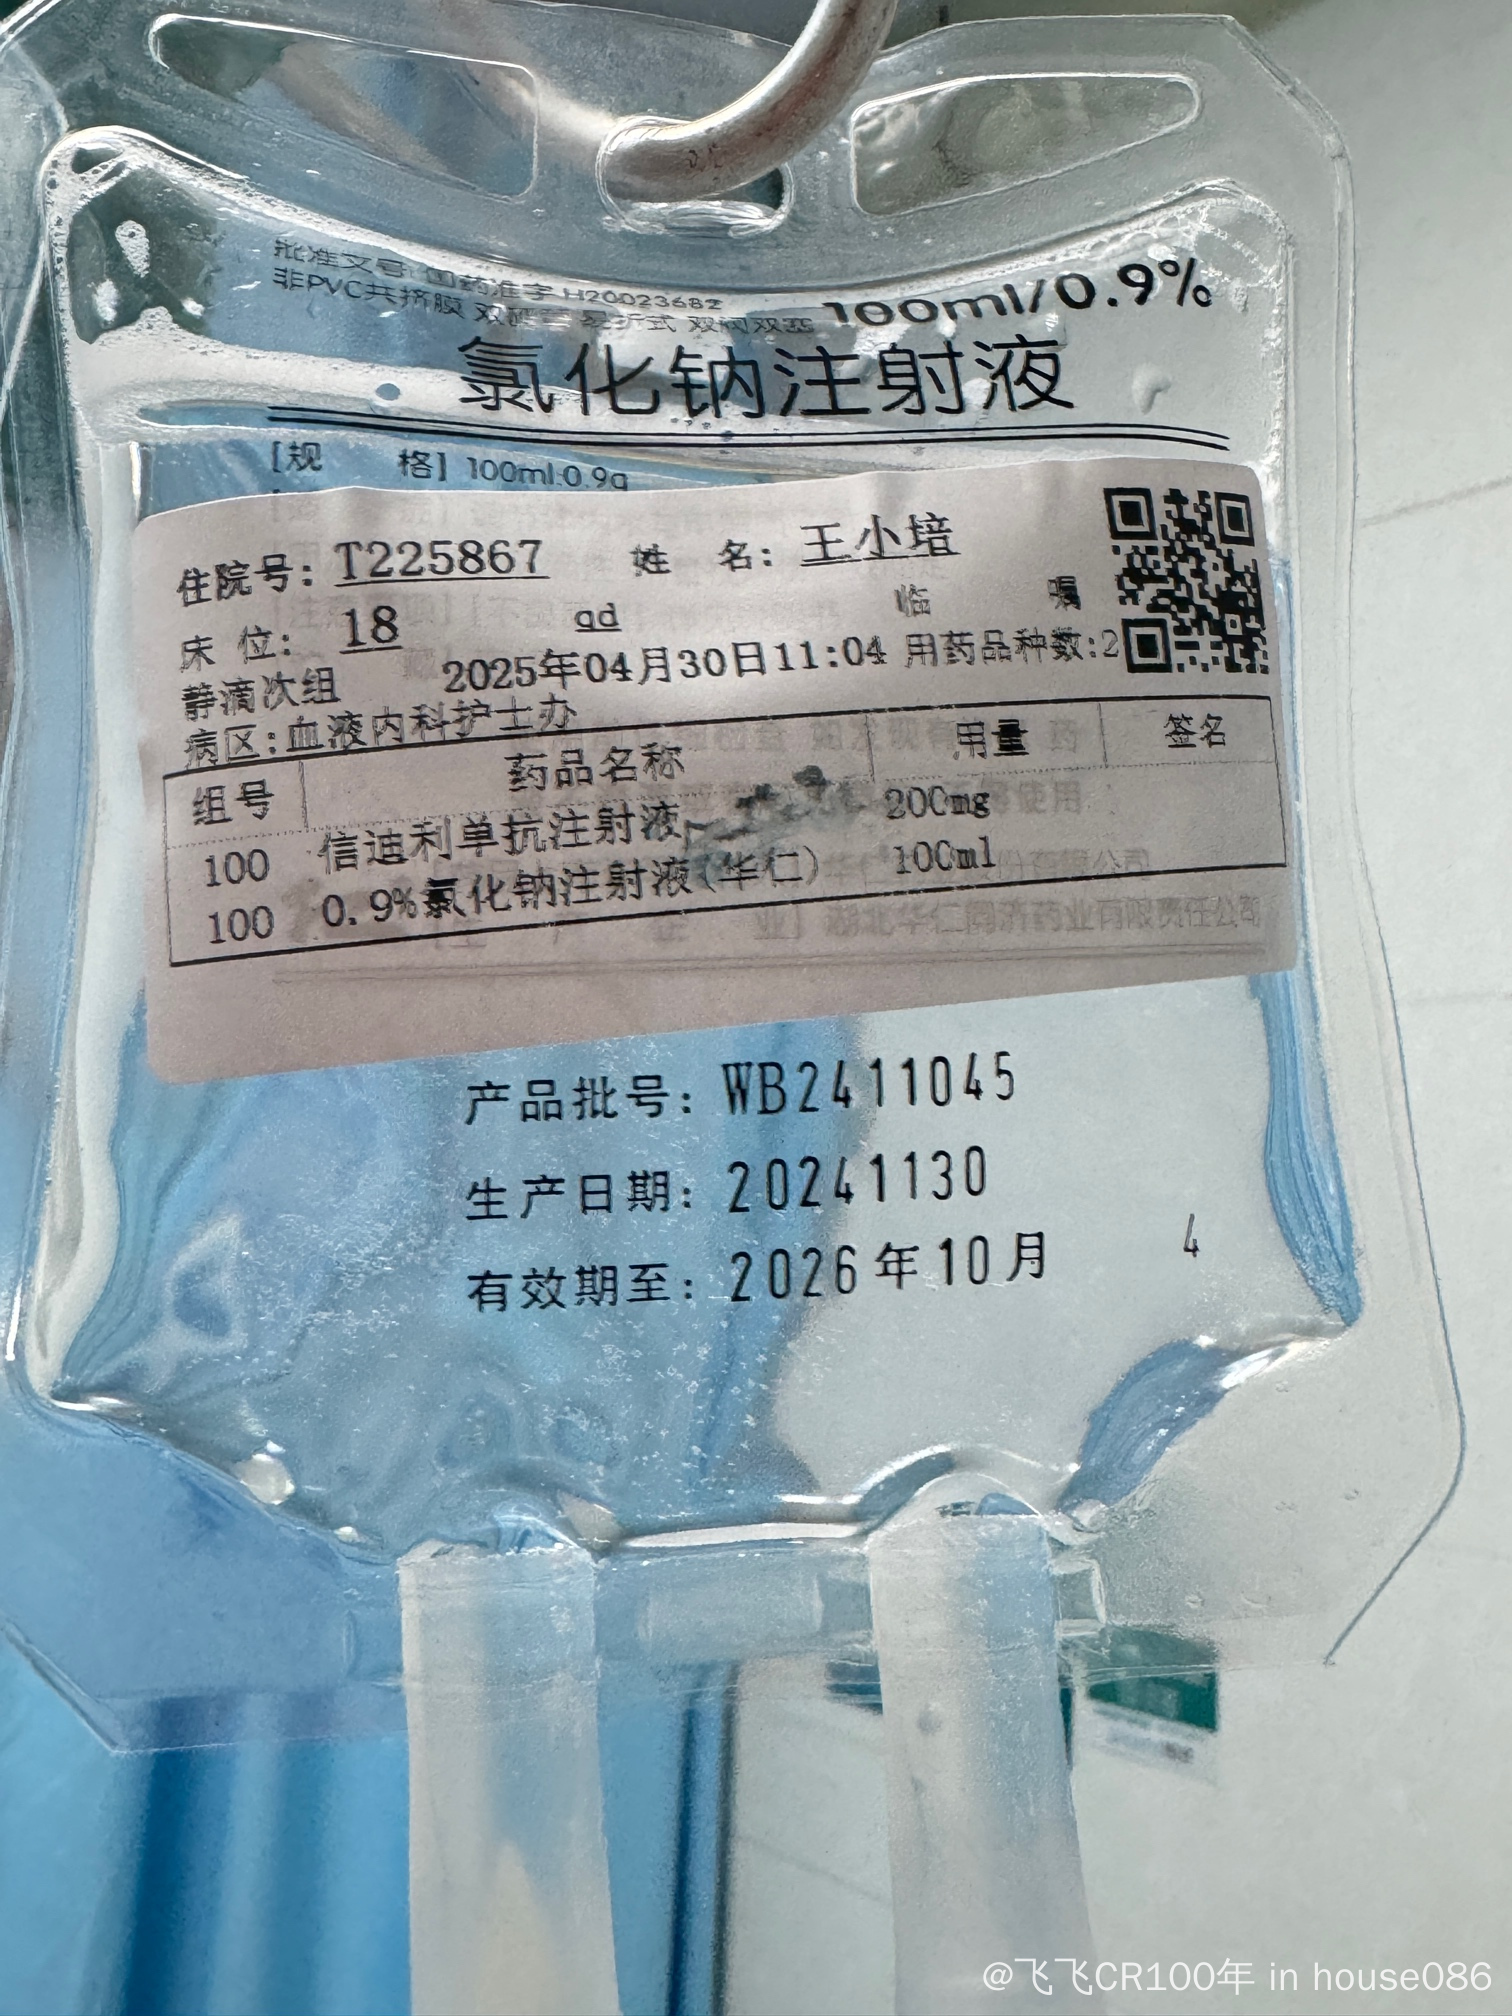 批准文号:国药准字 H20023682
非PVC共挤膜 双硬管 易折式 双阀双塞
100ml/0.9%
氯化钠注射液
[规 格] 100ml:0.9g
住院号: T225867 姓 名: 王小培
床 位: 18 qd 临 嘱
静滴次组 2025年04月30日11:04 用药品种数:2
病区:血液内科护士办
组号 药品名称 用量 签名
100 信迪利单抗注射液 200mg
100 0.9%氯化钠注射液(华仁) 100ml
湖北华仁同济药业有限责任公司
产品批号: WB2411045
生产日期: 20241130
有效期至: 2026年10月 4
@飞飞CR100年 in house086